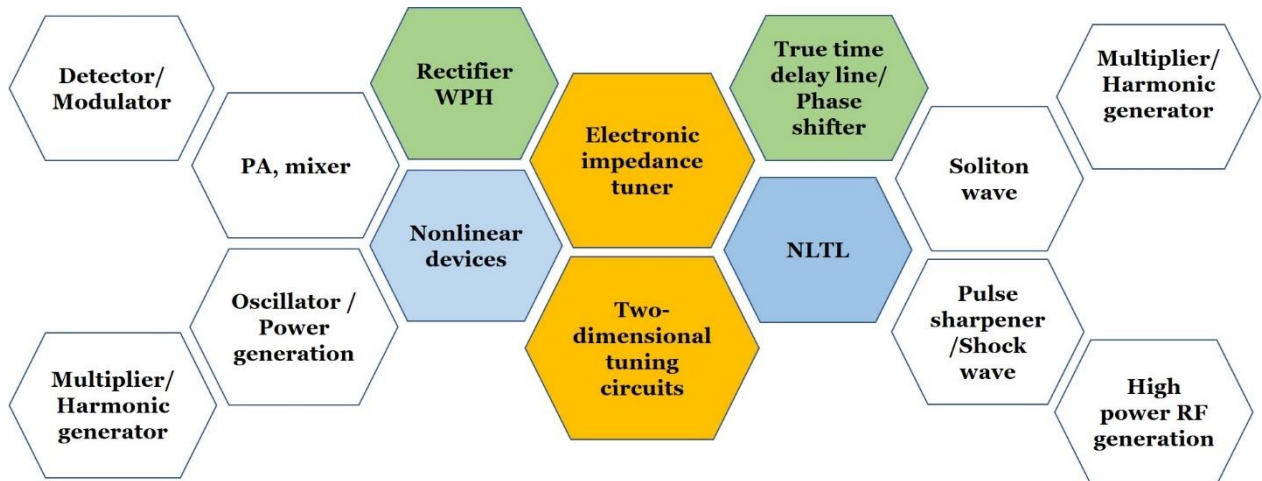 Detector/
Modulator
PA, mixer
Rectifier
WPH
Electronic
impedance
tuner
True time
delay line/
Phase
shifter
Multiplier/
Harmonic
generator
Soliton
wave
Nonlinear
devices
NLTL
Oscillator /
Power
generation
Two-
dimensional
tuning
circuits
Pulse
sharpener
/Shock
wave
Multiplier/
Harmonic
generator
High
power RF
generation